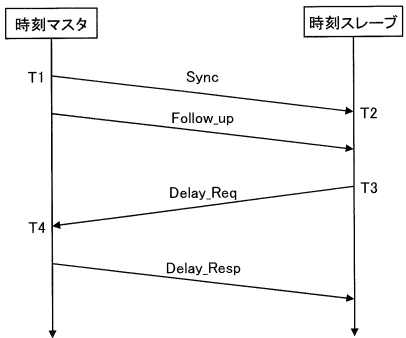 時刻マスタ
時刻スレーブ
T1
Sync
T2
Follow_up
Delay_Req
T3
T4
Delay_Resp